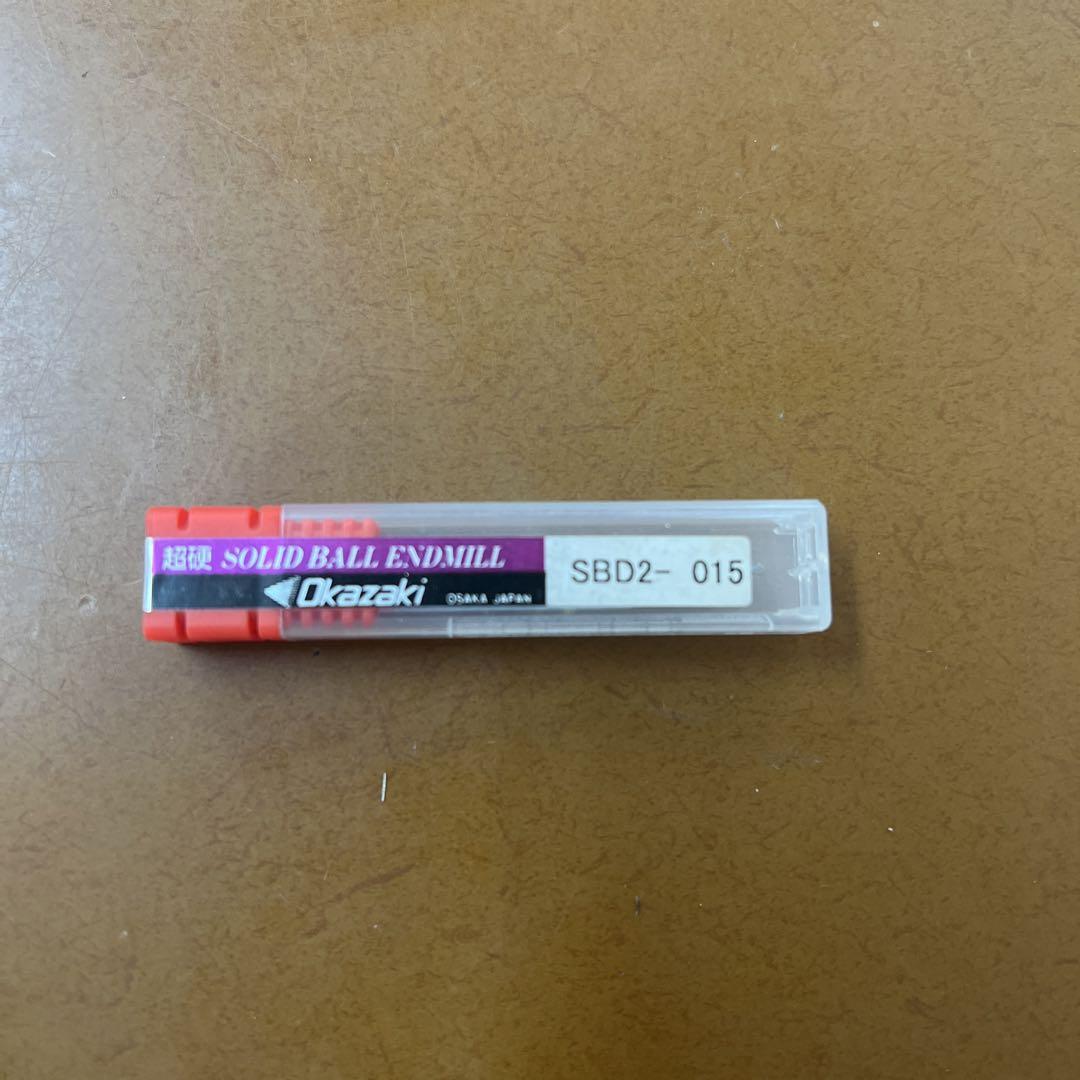 超硬 SOLID BALL ENDMILL
Okazaki OSAKA JAPAN
SBD2- 015